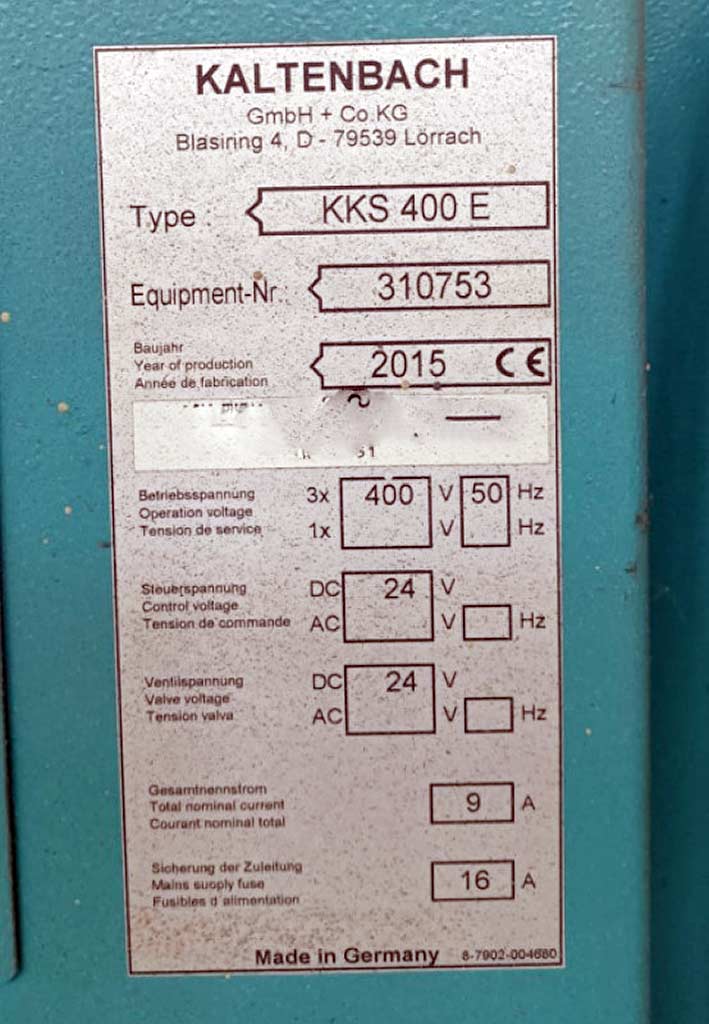 KALTENBACH
GmbH + Co.KG
Blasiring 4, D - 79539 Lörrach
Type : KKS 400 E
Equipment-Nr.: 310753
Baujahr
Year of production 2015 CE
Année de fabrication
Betriebsspannung 3x 400 V 50 Hz
Operation voltage
Tension de service 1x V Hz
Steuerspannung DC 24 V
Control voltage
Tension de commande AC V Hz
Ventilspannung DC 24 V
Valve voltage
Tension valva AC V Hz
Gesamtnennstrom
Total nominal current 9 A
Courant nominal total
Sicherung der Zuleitung
Mains supply fuse 16 A
Fusibles d'alimentation
Made in Germany 8-7902-004680